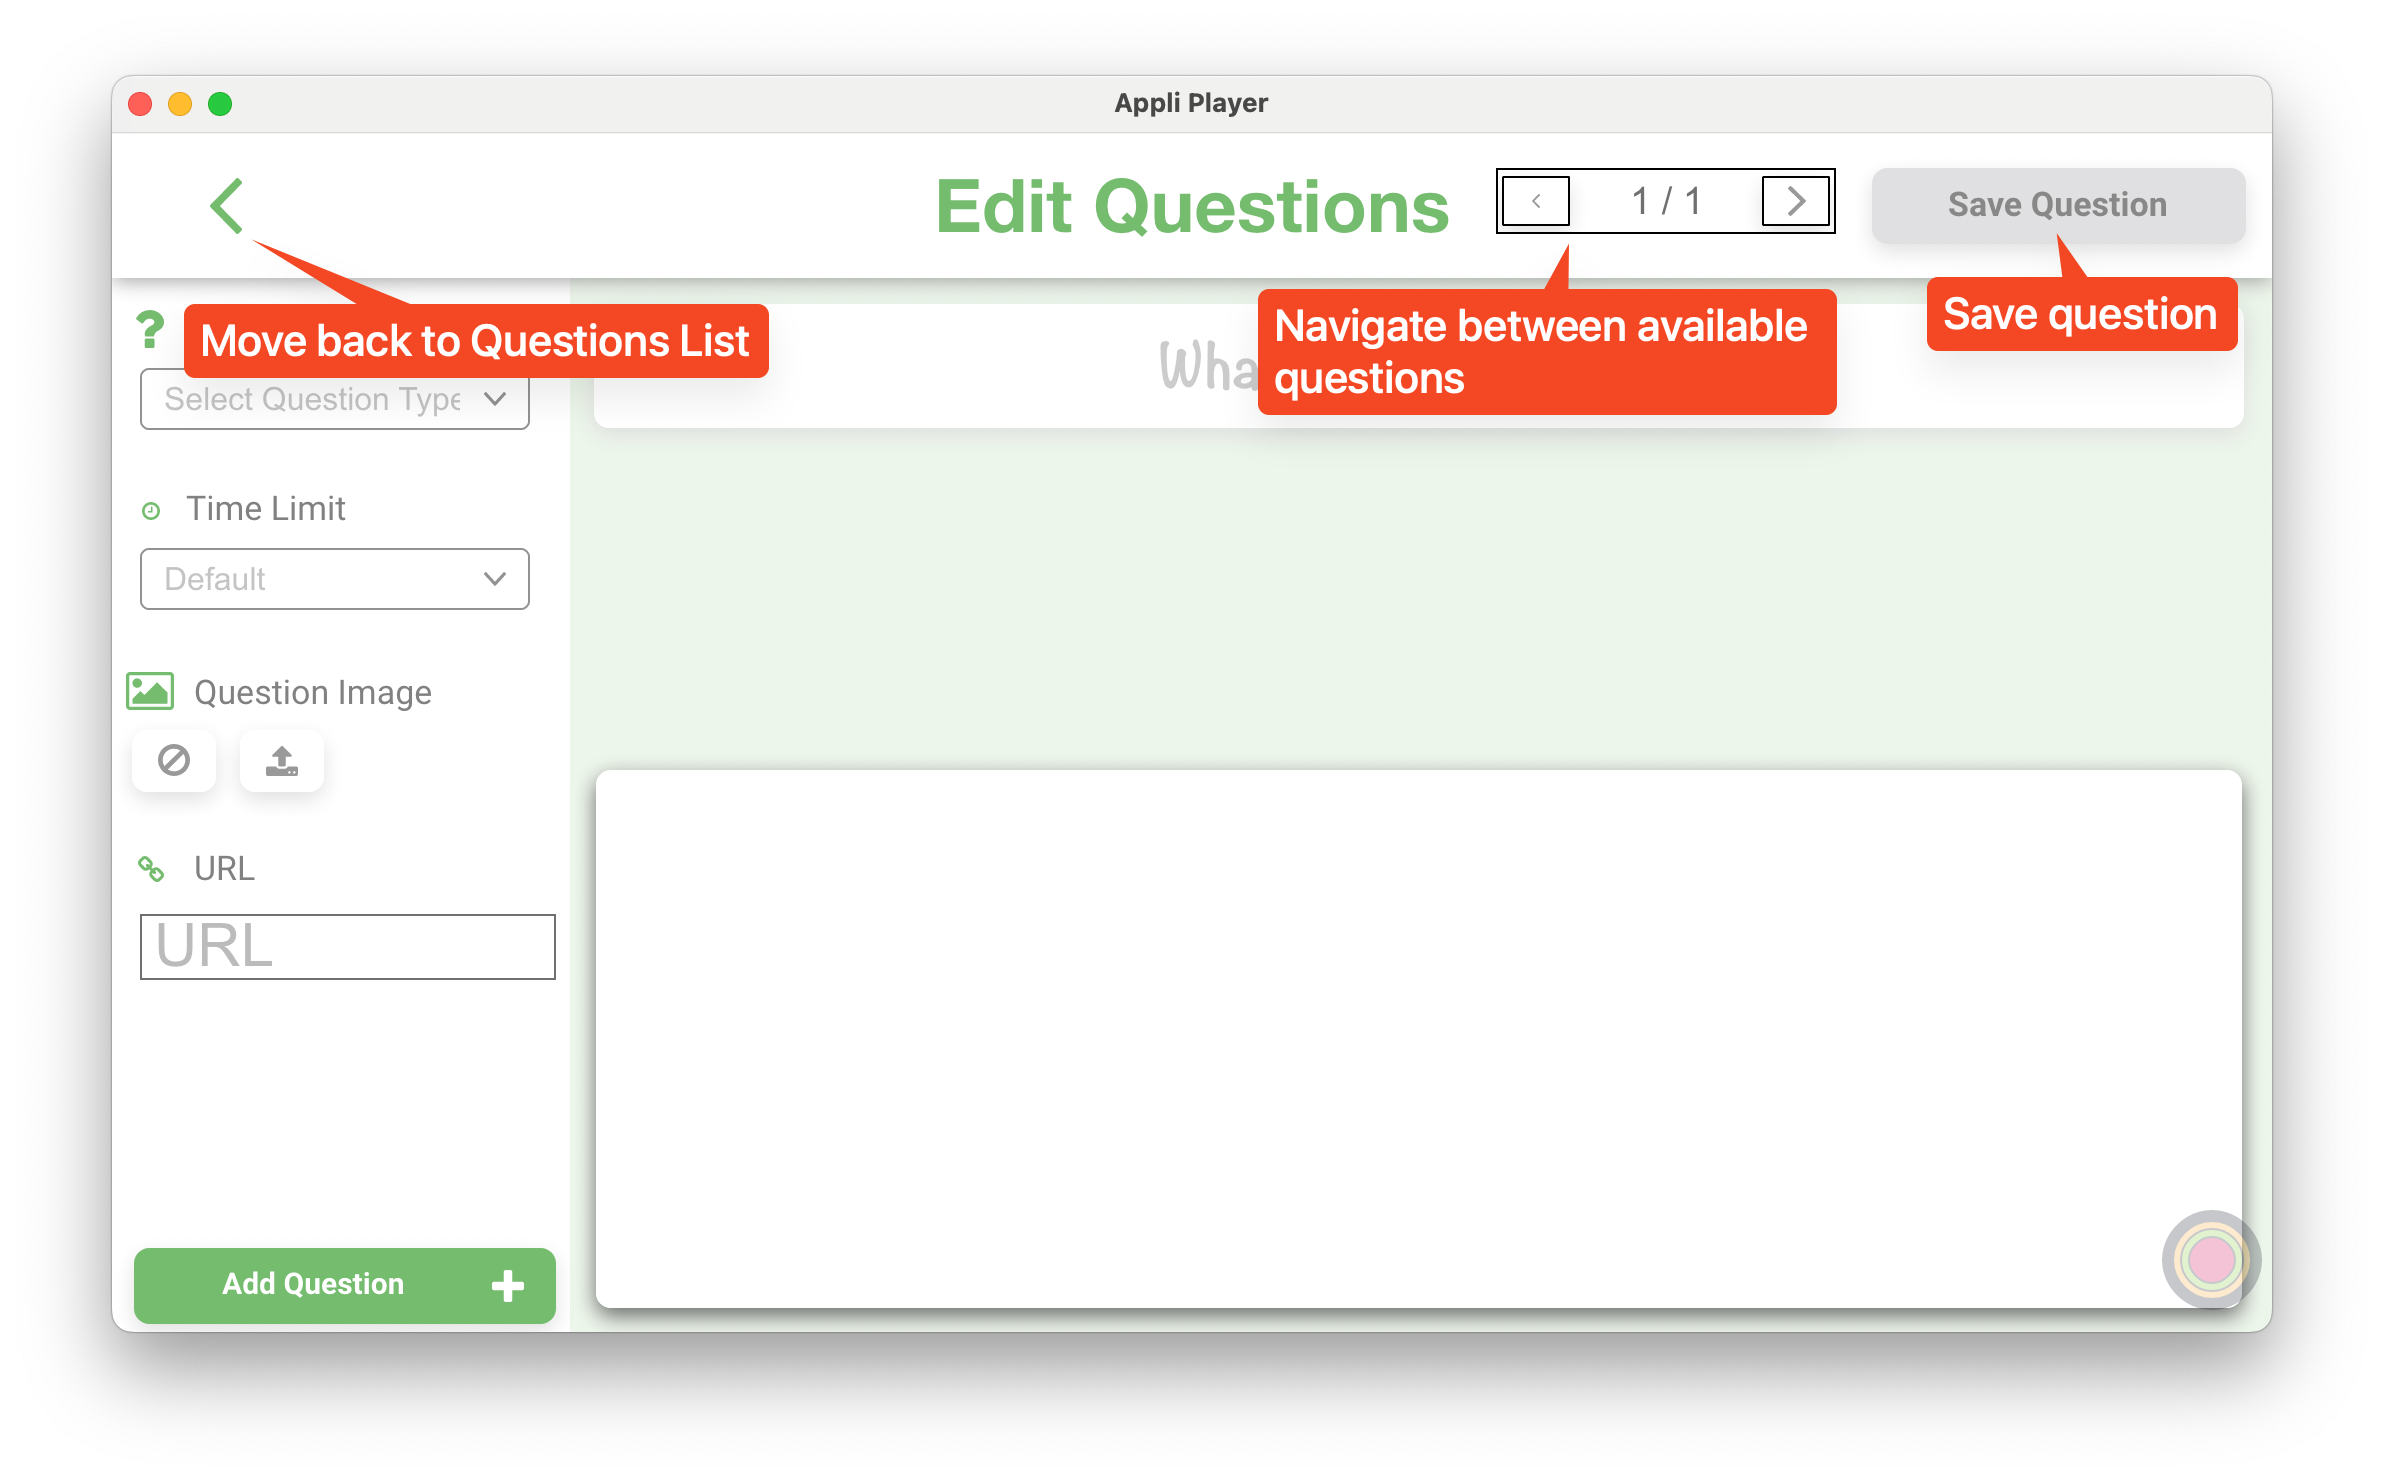 Appli Player
Edit Questions
1 / 1
Save Question
Move back to Questions List
Navigate between available
questions
Save question
Select Question Type
Time Limit
Default
Question Image
URL
URL
Add Question